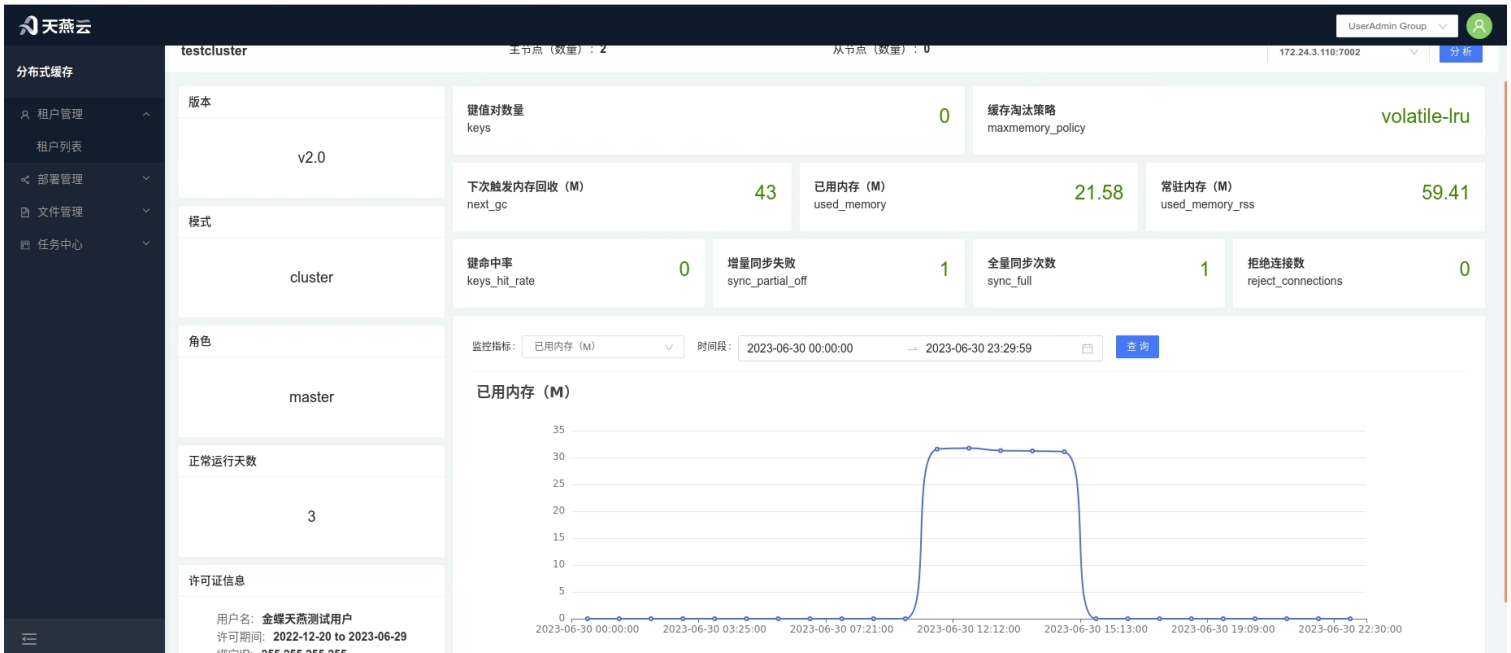 天燕云
UserAdmin Group
分布式缓存
租户管理
租户列表
部署管理
文件管理
任务中心
testcluster
主节点（数量）: 2
从节点（数量）: 0
172.24.3.110:7002
分 析
版本
v2.0
模式
cluster
角色
master
正常运行天数
3
许可证信息
用户名: 金蝶天燕测试用户
许可期间: 2022-12-20 to 2023-06-29
绑定IP: 255.255.255.255
键值对数量
keys
0
缓存淘汰策略
maxmemory_policy
volatile-lru
下次触发内存回收（M）
next_gc
43
已用内存（M）
used_memory
21.58
常驻内存（M）
used_memory_rss
59.41
键命中率
keys_hit_rate
0
增量同步失败
sync_partial_off
1
全量同步次数
sync_full
1
拒绝连接数
reject_connections
0
监控指标: 已用内存（M） 时间段: 2023-06-30 00:00:00 → 2023-06-30 23:29:59 查 询
已用内存（M）
35
30
25
20
15
10
5
0
2023-06-30 00:00:00 2023-06-30 03:25:00 2023-06-30 07:21:00 2023-06-30 12:12:00 2023-06-30 15:13:00 2023-06-30 19:09:00 2023-06-30 22:30:00